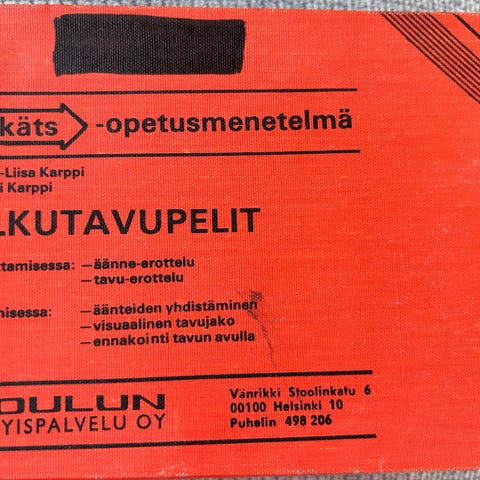 käts -opetusmenetelmä
-Liisa Karppi
i Karppi
LKUTAVUPELIT
tamisessa: —äänne-erottelu
—tavu-erottelu
misessa: —äänteiden yhdistäminen
—visuaalinen tavujako
—ennakointi tavun avulla
OULUN
YISPALVELU OY
Vänrikki Stoolinkatu 6
00100 Helsinki 10
Puhelin 498 206